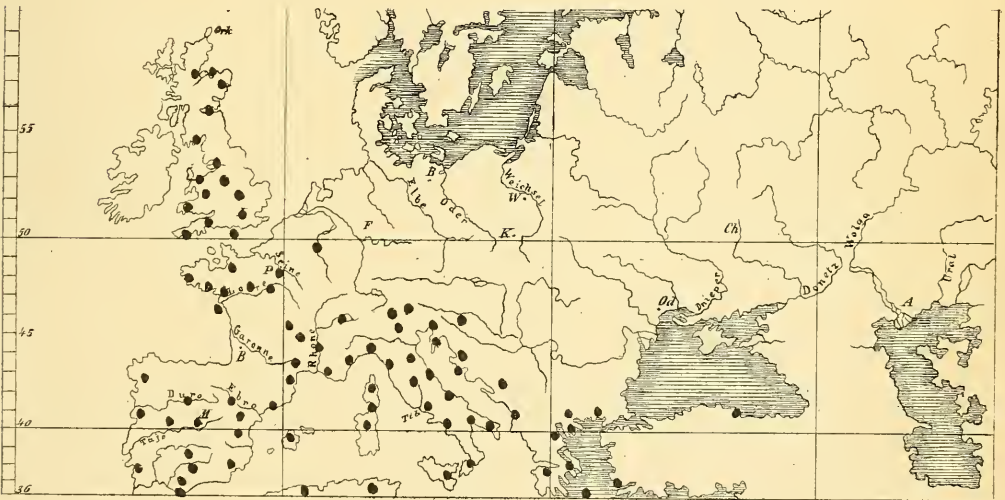 Ork
55
B
Elbe
Oder
Weichsel
W.
L
F
K.
Ch
Wolga
50
P
Seine
Loire
Od
Dnieper
Donetz
Ural
A
45
Garonne
B
Rhone
Duro
Ebro
M
Tib
40
Tajo
36